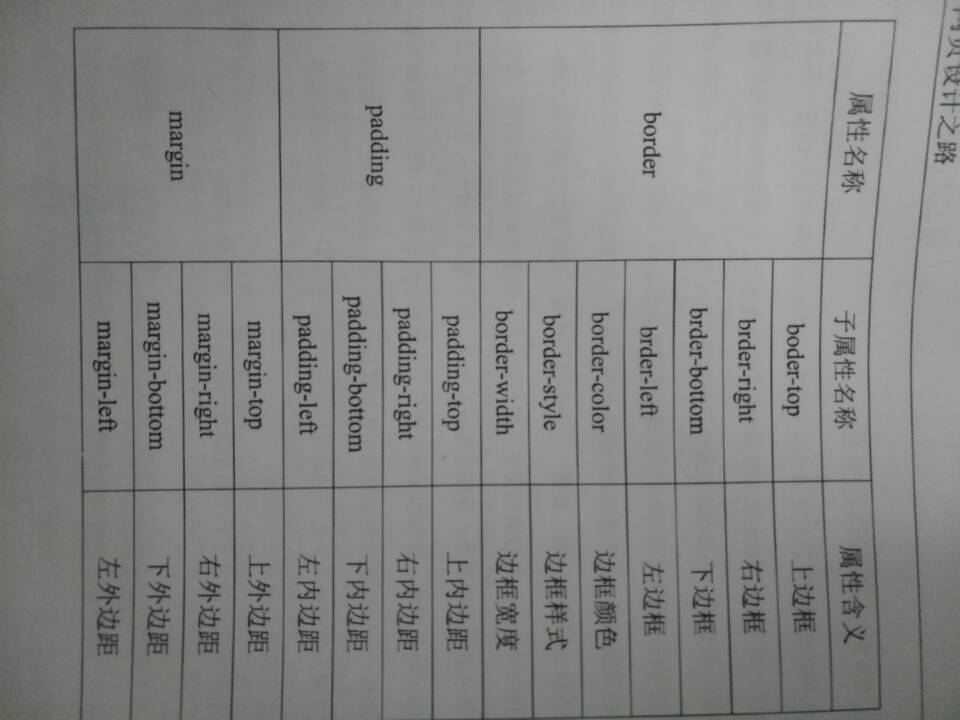 网页设计之路
属性名称 子属性名称 属性含义
border boder-top 上边框
brder-right 右边框
brder-bottom 下边框
brder-left 左边框
border-color 边框颜色
border-style 边框样式
border-width 边框宽度
padding padding-top 上内边距
padding-right 右内边距
padding-bottom 下内边距
padding-left 左内边距
margin margin-top 上外边距
margin-right 右外边距
margin-bottom 下外边距
margin-left 左外边距